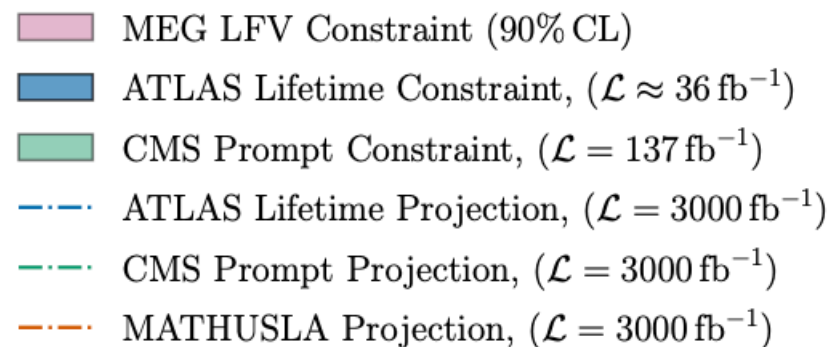 MEG LFV Constraint (90% CL)
ATLAS Lifetime Constraint, (ℒ ≈ 36 fb⁻¹)
CMS Prompt Constraint, (ℒ = 137 fb⁻¹)
ATLAS Lifetime Projection, (ℒ = 3000 fb⁻¹)
CMS Prompt Projection, (ℒ = 3000 fb⁻¹)
MATHUSLA Projection, (ℒ = 3000 fb⁻¹)